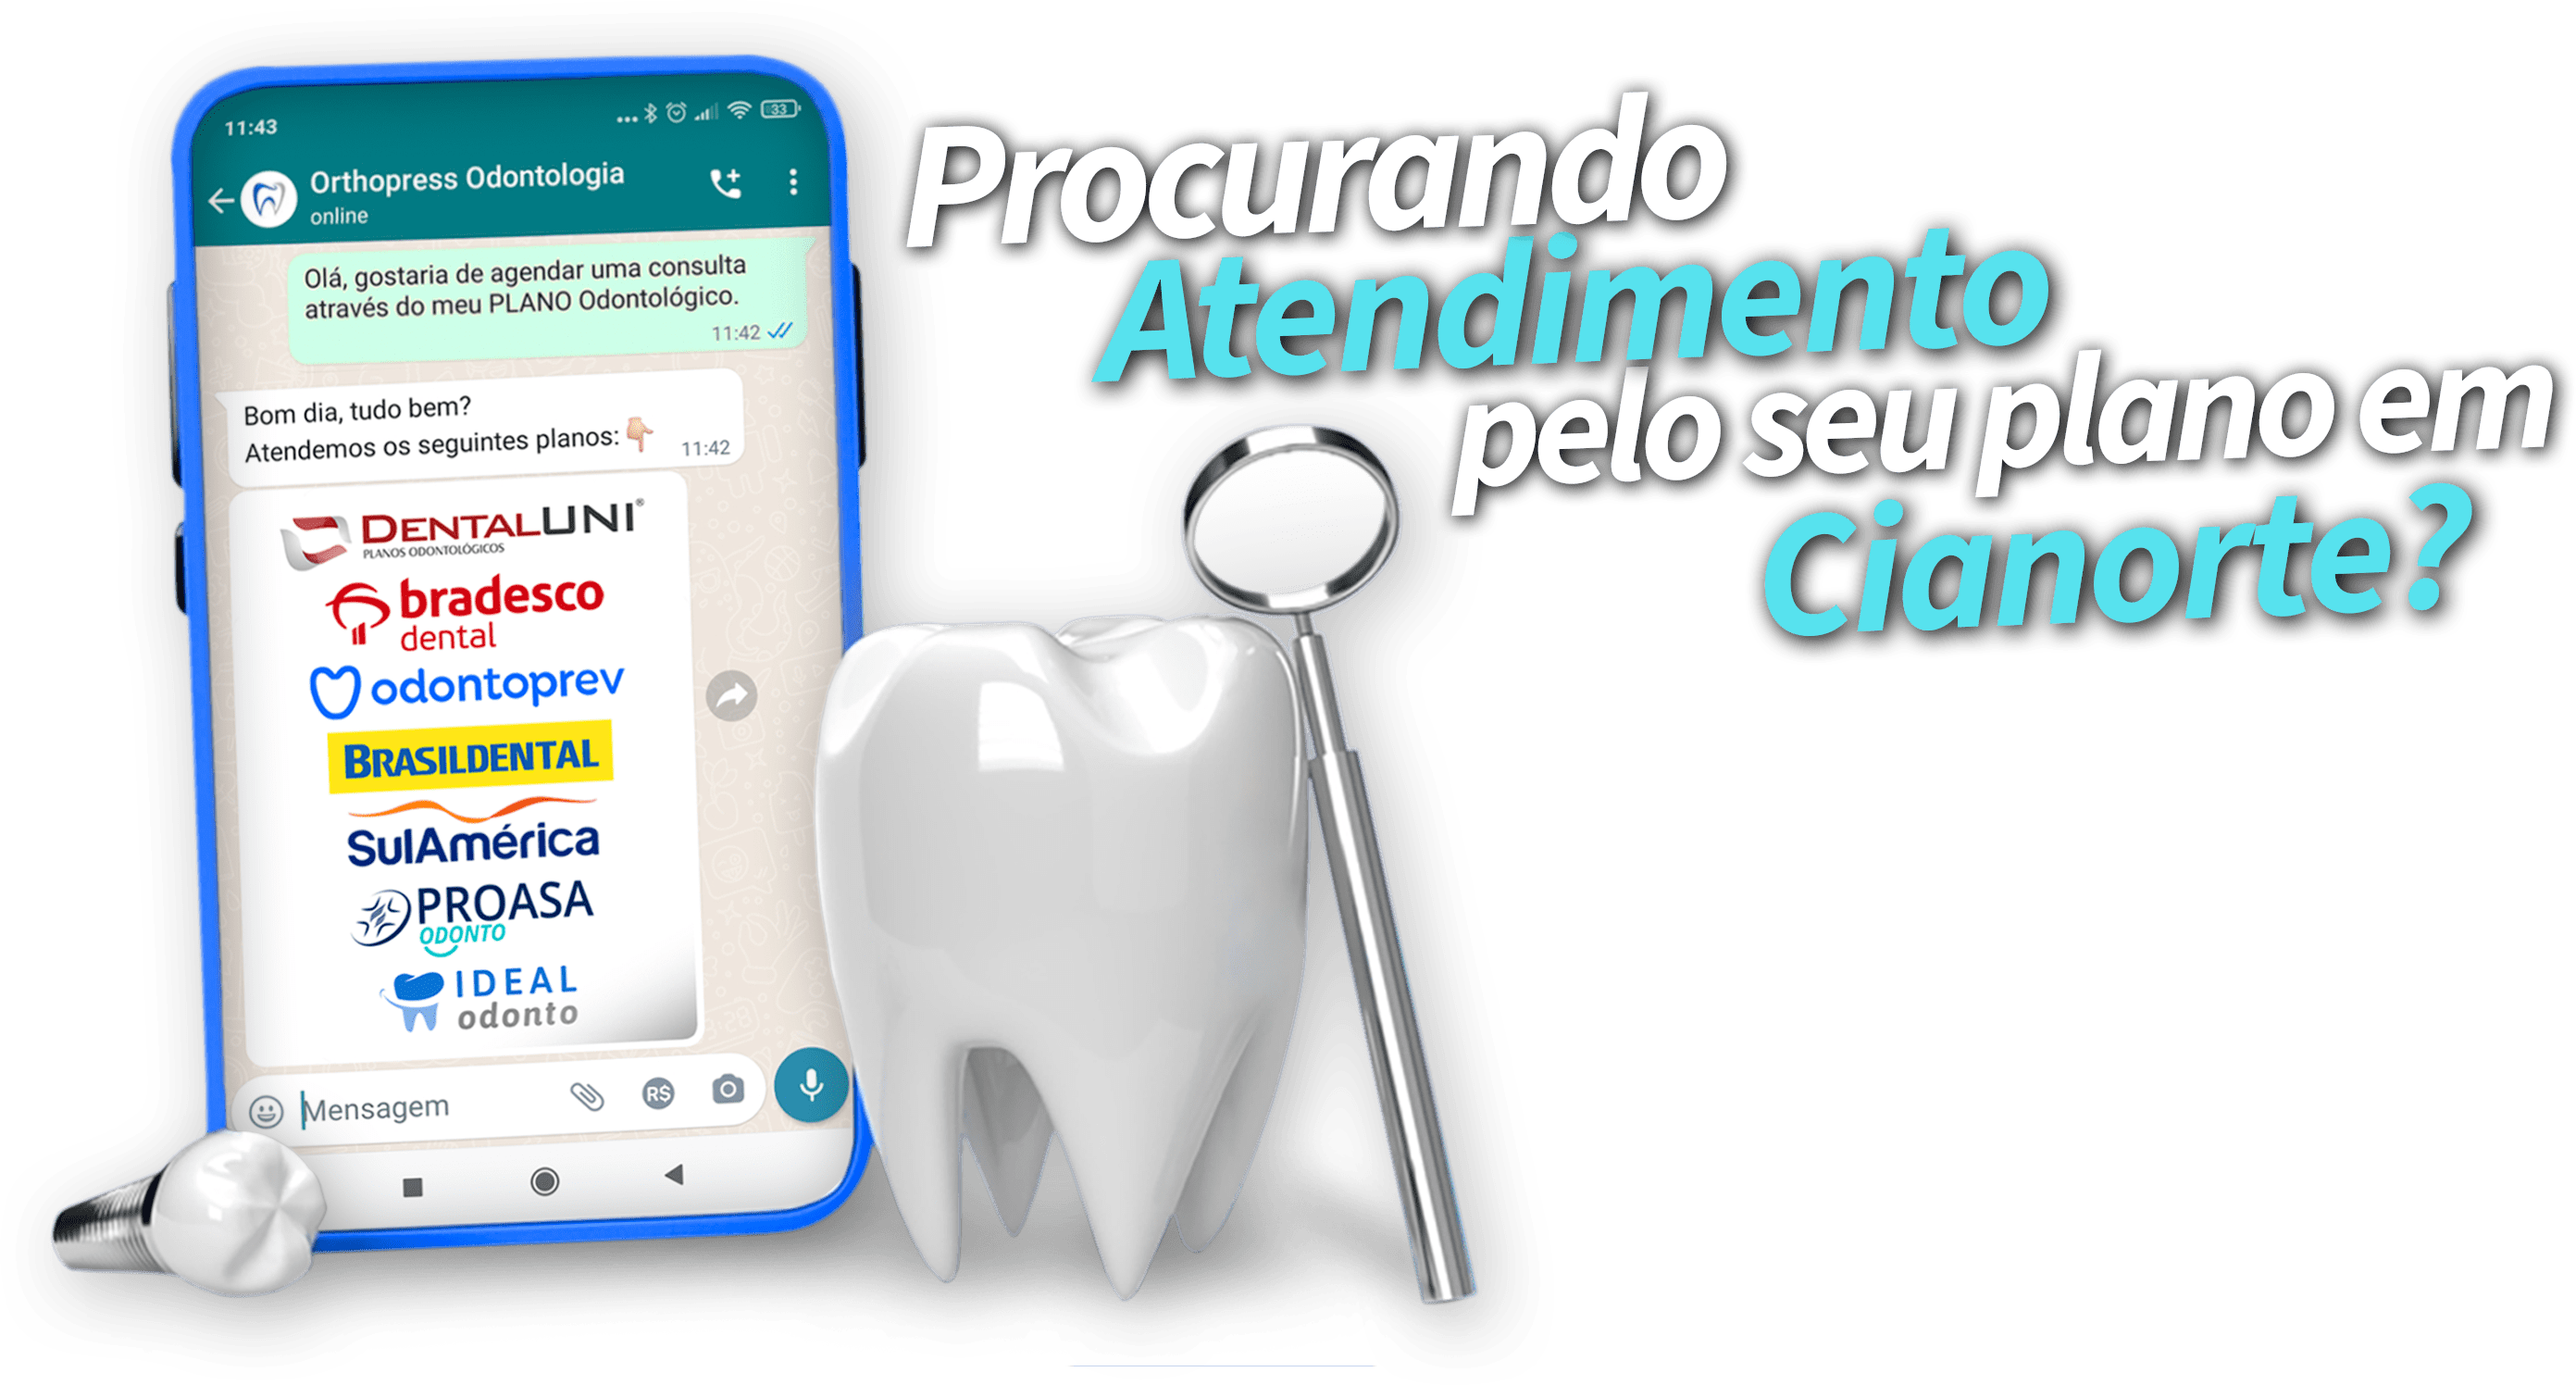 11:43
33
Orthopress Odontologia
online
Olá, gostaria de agendar uma consulta
através do meu PLANO Odontológico.
11:42
Bom dia, tudo bem?
Atendemos os seguintes planos:
11:42
DENTALUNI®
PLANOS ODONTOLÓGICOS
bradesco
dental
odontoprev
BRASILDENTAL
SulAmérica
PROASA
ODONTO
IDEAL
odonto
Mensagem
R$
Procurando
Atendimento
pelo seu plano em
Cianorte?